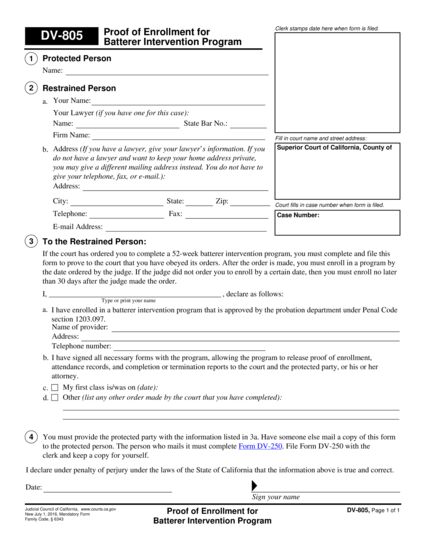 Clerk stamps date here when form is filed.
DV-805
Proof of Enrollment for
Batterer Intervention Program
1 Protected Person
Name:
2 Restrained Person
a. Your Name:
Your Lawyer (if you have one for this case):
Name: State Bar No.:
Firm Name:
Fill in court name and street address:
Superior Court of California, County of
b. Address (If you have a lawyer, give your lawyer's information. If you
do not have a lawyer and want to keep your home address private,
you may give a different mailing address instead. You do not have to
give your telephone, fax, or e-mail.):
Address:
City: State: Zip:
Court fills in case number when form is filed.
Telephone: Fax:
Case Number:
E-mail Address:
3 To the Restrained Person:
If the court has ordered you to complete a 52-week batterer intervention program, you must complete and file this
form to prove to the court that you have obeyed its orders. After the order is made, you must enroll in a program by
the date ordered by the judge. If the judge did not order you to enroll by a certain date, then you must enroll no later
than 30 days after the judge made the order.
I, , declare as follows:
Type or print your name
a. I have enrolled in a batterer intervention program that is approved by the probation department under Penal Code
section 1203.097.
Name of provider:
Address:
Telephone number:
b. I have signed all necessary forms with the program, allowing the program to release proof of enrollment,
attendance records, and completion or termination reports to the court and the protected party, or his or her
attorney.
c. My first class is/was on (date):
d. Other (list any other order made by the court that you have completed):
4 You must provide the protected party with the information listed in 3a. Have someone else mail a copy of this form
to the protected person. The person who mails it must complete Form DV-250. File Form DV-250 with the
clerk and keep a copy for yourself.
I declare under penalty of perjury under the laws of the State of California that the information above is true and correct.
Date:
Sign your name
Judicial Council of California, www.courts.ca.gov
New July 1, 2016, Mandatory Form
Family Code, § 6343
Proof of Enrollment for
Batterer Intervention Program
DV-805, Page 1 of 1